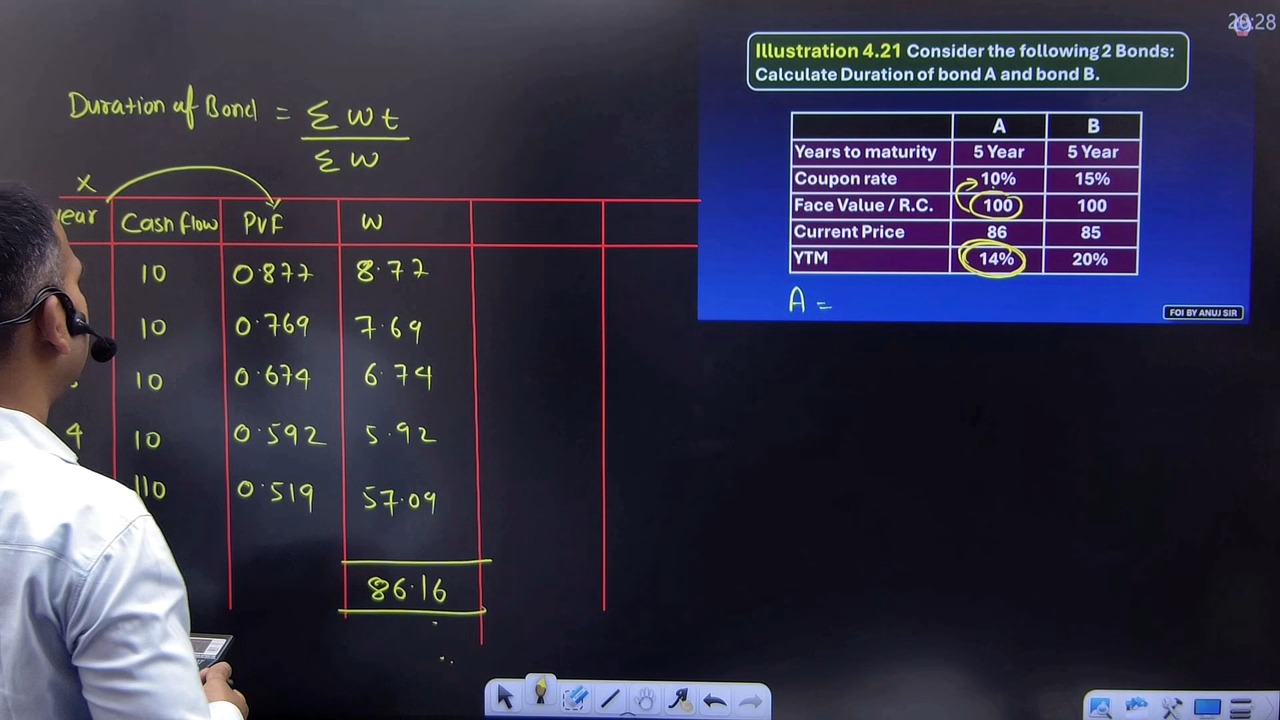 20:28
Illustration 4.21 Consider the following 2 Bonds:
Calculate Duration of bond A and bond B.
A B
Years to maturity 5 Year 5 Year
Coupon rate 10% 15%
Face Value / R.C. 100 100
Current Price 86 85
YTM 14% 20%
A =
FOI BY ANUJ SIR
Duration of Bond = Σ w t
Σ w
X
year Cash flow PVF W
10 0.877 8.77
10 0.769 7.69
10 0.674 6.74
4 10 0.592 5.92
110 0.519 57.09
86.16